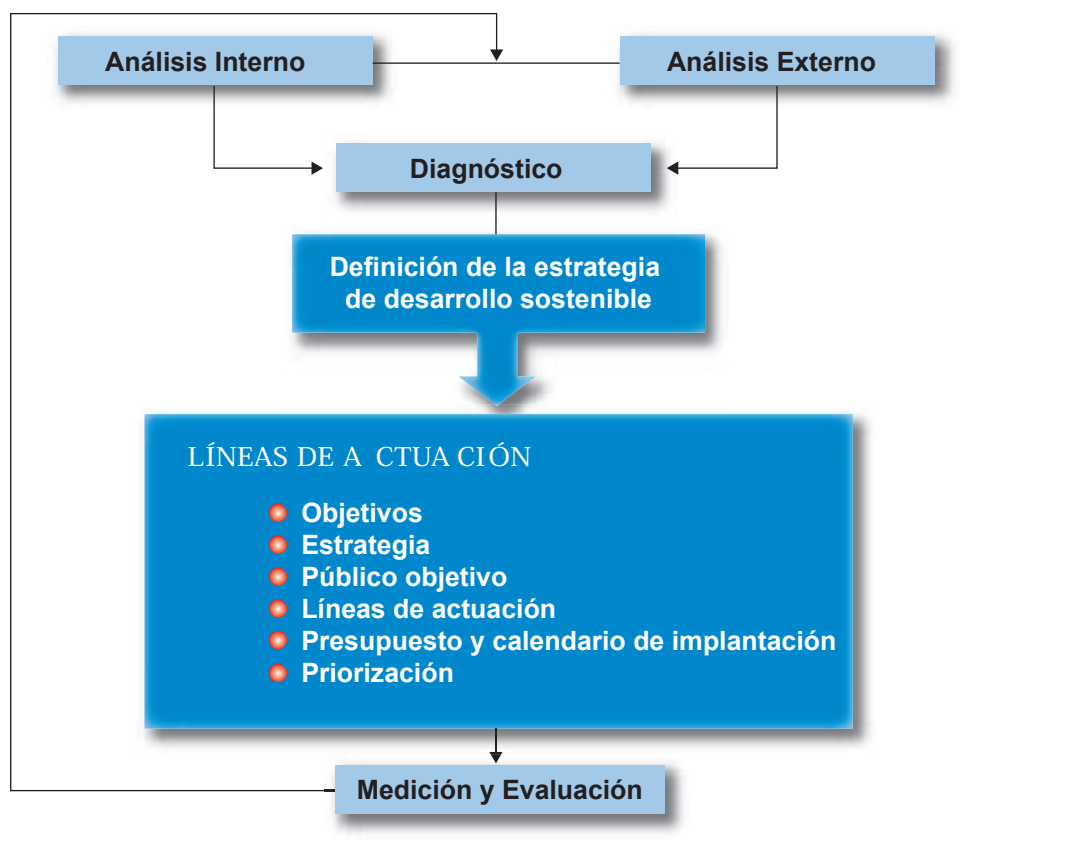 Análisis Interno
Análisis Externo
Diagnóstico
Definición de la estrategia
de desarrollo sostenible
LÍNEAS DE A CTUA CIÓN
Objetivos
Estrategia
Público objetivo
Líneas de actuación
Presupuesto y calendario de implantación
Priorización
Medición y Evaluación